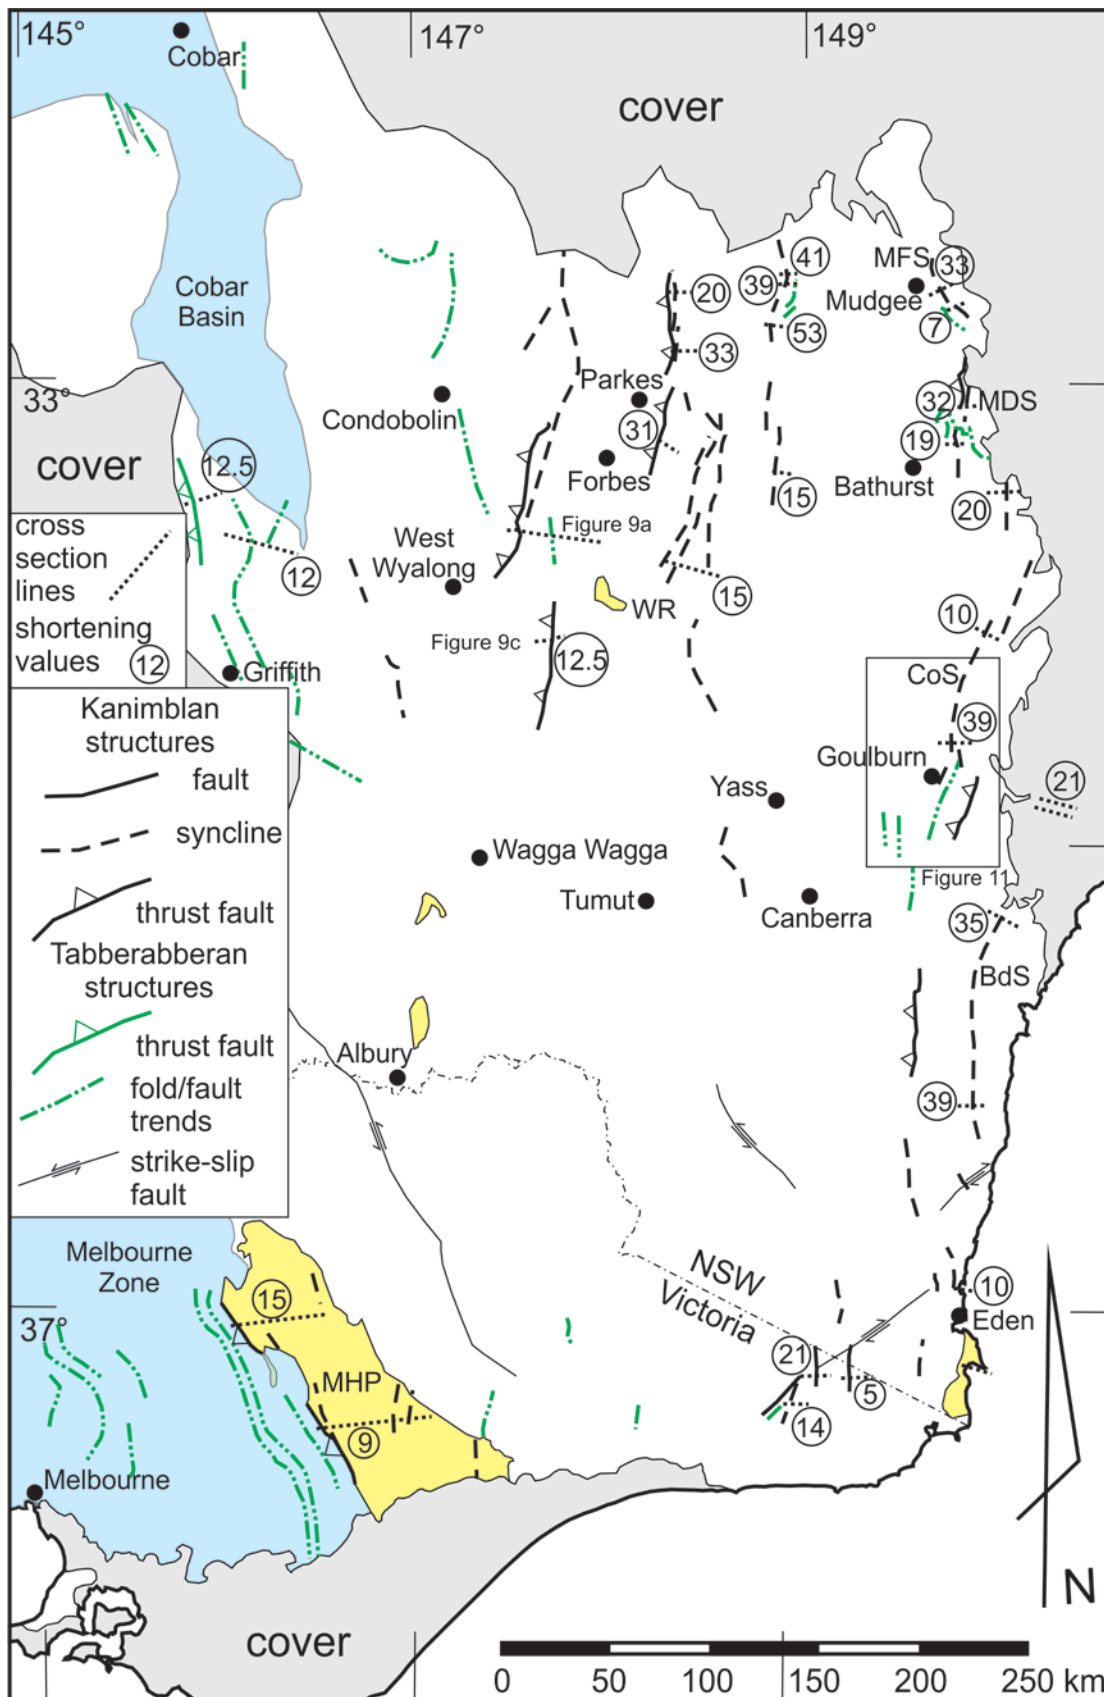 145°
147°
149°
Cobar
cover
Cobar
Basin
41
MFS
33
39
20
Mudgee
7
53
33
33°
Parkes
32
MDS
Condobolin
31
19
cover
12.5
Forbes
15
Bathurst
20
Figure 9a
cross
section
lines
West
Wyalong
12
15
WR
shortening
values
12
10
Figure 9c
12.5
Griffith
CoS
39
Kanimblan
structures
fault
Goulburn
21
Yass
syncline
Wagga Wagga
Figure 11
thrust fault
Tumut
Canberra
35
Tabberabberan
structures
BdS
thrust fault
Albury
fold/fault
trends
39
strike-slip
fault
Melbourne
Zone
NSW
Victoria
15
10
37°
Eden
21
MHP
5
14
9
Melbourne
N
cover
0 50 100 150 200 250 km